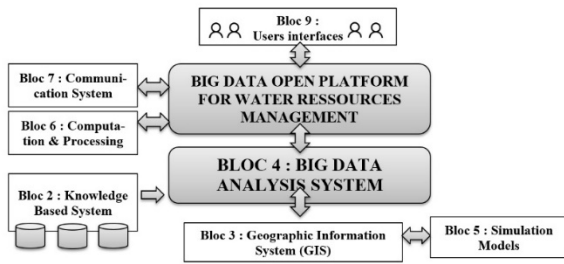 Bloc 9 :
Users interfaces
Bloc 7 : Communi-
cation System
BIG DATA OPEN PLATFORM
FOR WATER RESSOURCES
MANAGEMENT
Bloc 6 : Computa-
tion & Processing
BLOC 4 : BIG DATA
ANALYSIS SYSTEM
Bloc 2 : Knowledge
Based System
Bloc 3 : Geographic Information
System (GIS)
Bloc 5 : Simulation
Models